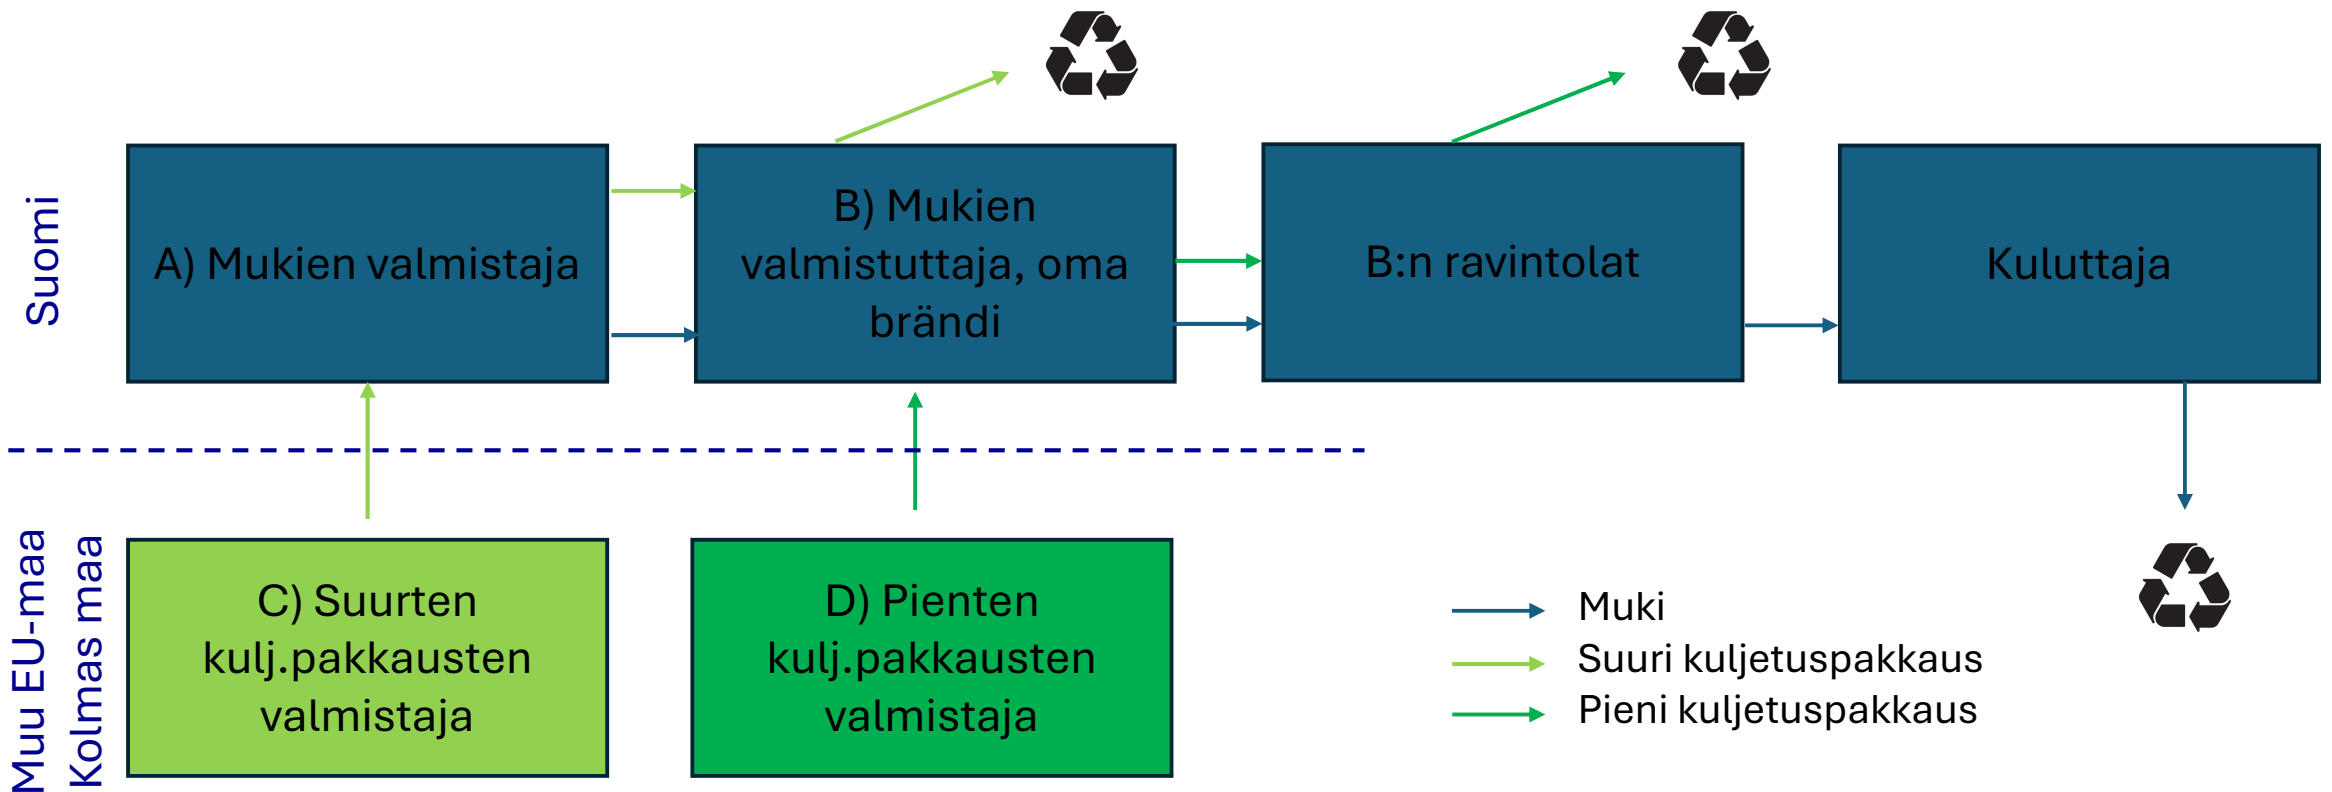 Suomi
A) Mukien valmistaja
B) Mukien
valmistuttaja, oma
brändi
B:n ravintolat
Kuluttaja
Muu EU-maa
Kolmas maa
C) Suurten
kulj.pakkausten
valmistaja
D) Pienten
kulj.pakkausten
valmistaja
Muki
Suuri kuljetuspakkaus
Pieni kuljetuspakkaus